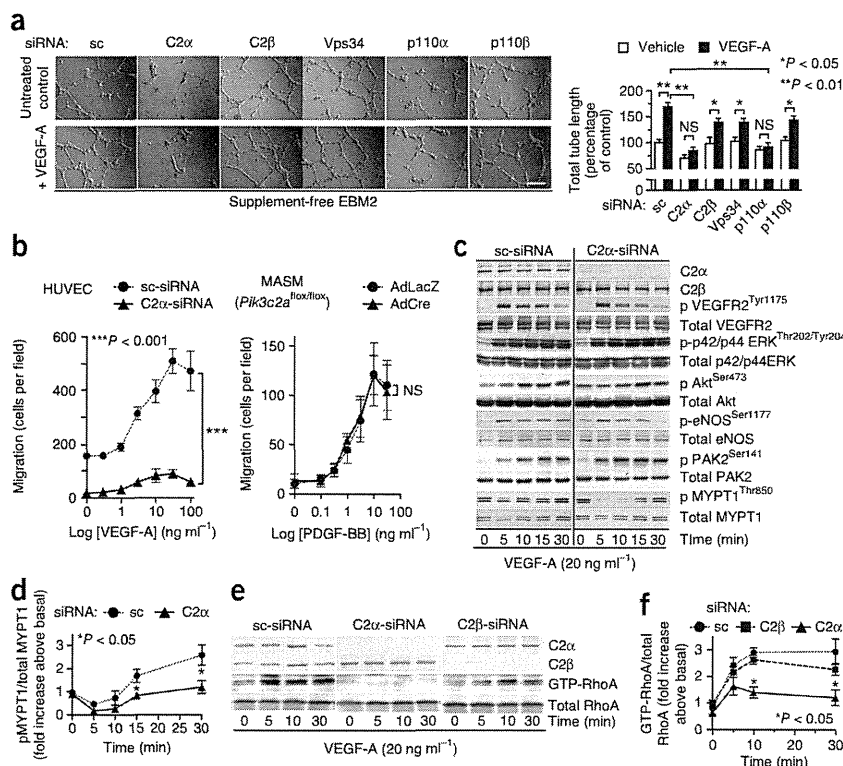 a
siRNA: sc C2α C2β Vps34 p110α p110β
Untreated control
+ VEGF-A
Supplement-free EBM2
Vehicle VEGF-A
*P < 0.05
**P < 0.01
**
** ** NS * * NS *
Total tube length (percentage of control)
200
150
100
50
0
siRNA: sc C2α C2β Vps34 p110α p110β
b
HUVEC
sc-siRNA
C2α-siRNA
***P < 0.001
Migration (cells per field)
600
400
200
60
0
0 1 10 100
Log [VEGF-A] (ng ml⁻¹)
***
MASM
(Pik3c2a flox/flox)
AdLacZ
AdCre
Migration (cells per field)
150
100
50
0
0 0.1 1 10 100
Log [PDGF-BB] (ng ml⁻¹)
NS
c
sc-siRNA C2α-siRNA
C2α
C2β
p VEGFR2 Tyr1175
Total VEGFR2
p-p42/p44 ERK Thr202/Tyr204
Total p42/p44ERK
p Akt Ser473
Total Akt
p-eNOS Ser1177
Total eNOS
p PAK2 Ser141
Total PAK2
p MYPT1 Thr850
Total MYPT1
0 5 10 15 30 0 5 10 15 30 TIme (min)
VEGF-A (20 ng ml⁻¹)
d
siRNA: sc C2α
*P < 0.05
pMYPT1/total MYPT1 (fold increase above basal)
3
2
1
0
* *
0 10 20 30
Time (min)
e
sc-siRNA C2α-siRNA C2β-siRNA
C2α
C2β
GTP-RhoA
Total RhoA
0 5 10 30 0 5 10 30 0 5 10 30 Time (min)
VEGF-A (20 ng ml⁻¹)
f
siRNA:
sc C2β C2α
GTP-RhoA/total RhoA (fold increase above basal)
4
3
2
1
0
* *
*P < 0.05
0 10 20 30
Time (min)